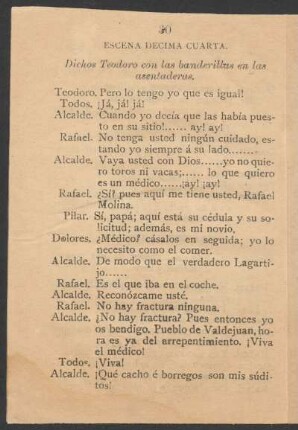 30
ESCENA DECIMA CUARTA.
Dichos Teodoro con las banderillas en las
asentaderas.
Teodoro. Pero lo tengo yo que es igual!
Todos. ¡Já, já! já!
Alcalde. Cuando yo decía que las había pues-
to en su sitio!...... ay! ay!
Rafael. No tenga usted ningún cuidado, es-
tando yo siempre á su lado.........
Alcalde. Vaya usted con Dios......yo no quie-
ro toros ni vacas;...... lo que quiero
es un médico......¡ay! ¡ay!
Rafael. ¿Sí? pues aquí me tiene usted, Rafael
Molina.
Pilar. Sí, papá; aquí está su cédula y su so-
licitud; además, es mi novio.
Dolores. ¿Médico? cásalos en seguida; yo lo
necesito como el comer.
Alcalde. De modo que el verdadero Lagarti-
jo......
Rafael. Es el que iba en el coche.
Alcalde. Reconózcame usté.
Rafael. No hay fractura ninguna.
Alcalde. ¿No hay fractura? Pues entonces yo
os bendigo. Pueblo de Valdejuan, ho-
ra es ya del arrepentimiento. ¡Viva
el médico!
Todos. ¡Viva!
Alcalde. ¡Qué cacho é borregos son mis súdi-
tos!